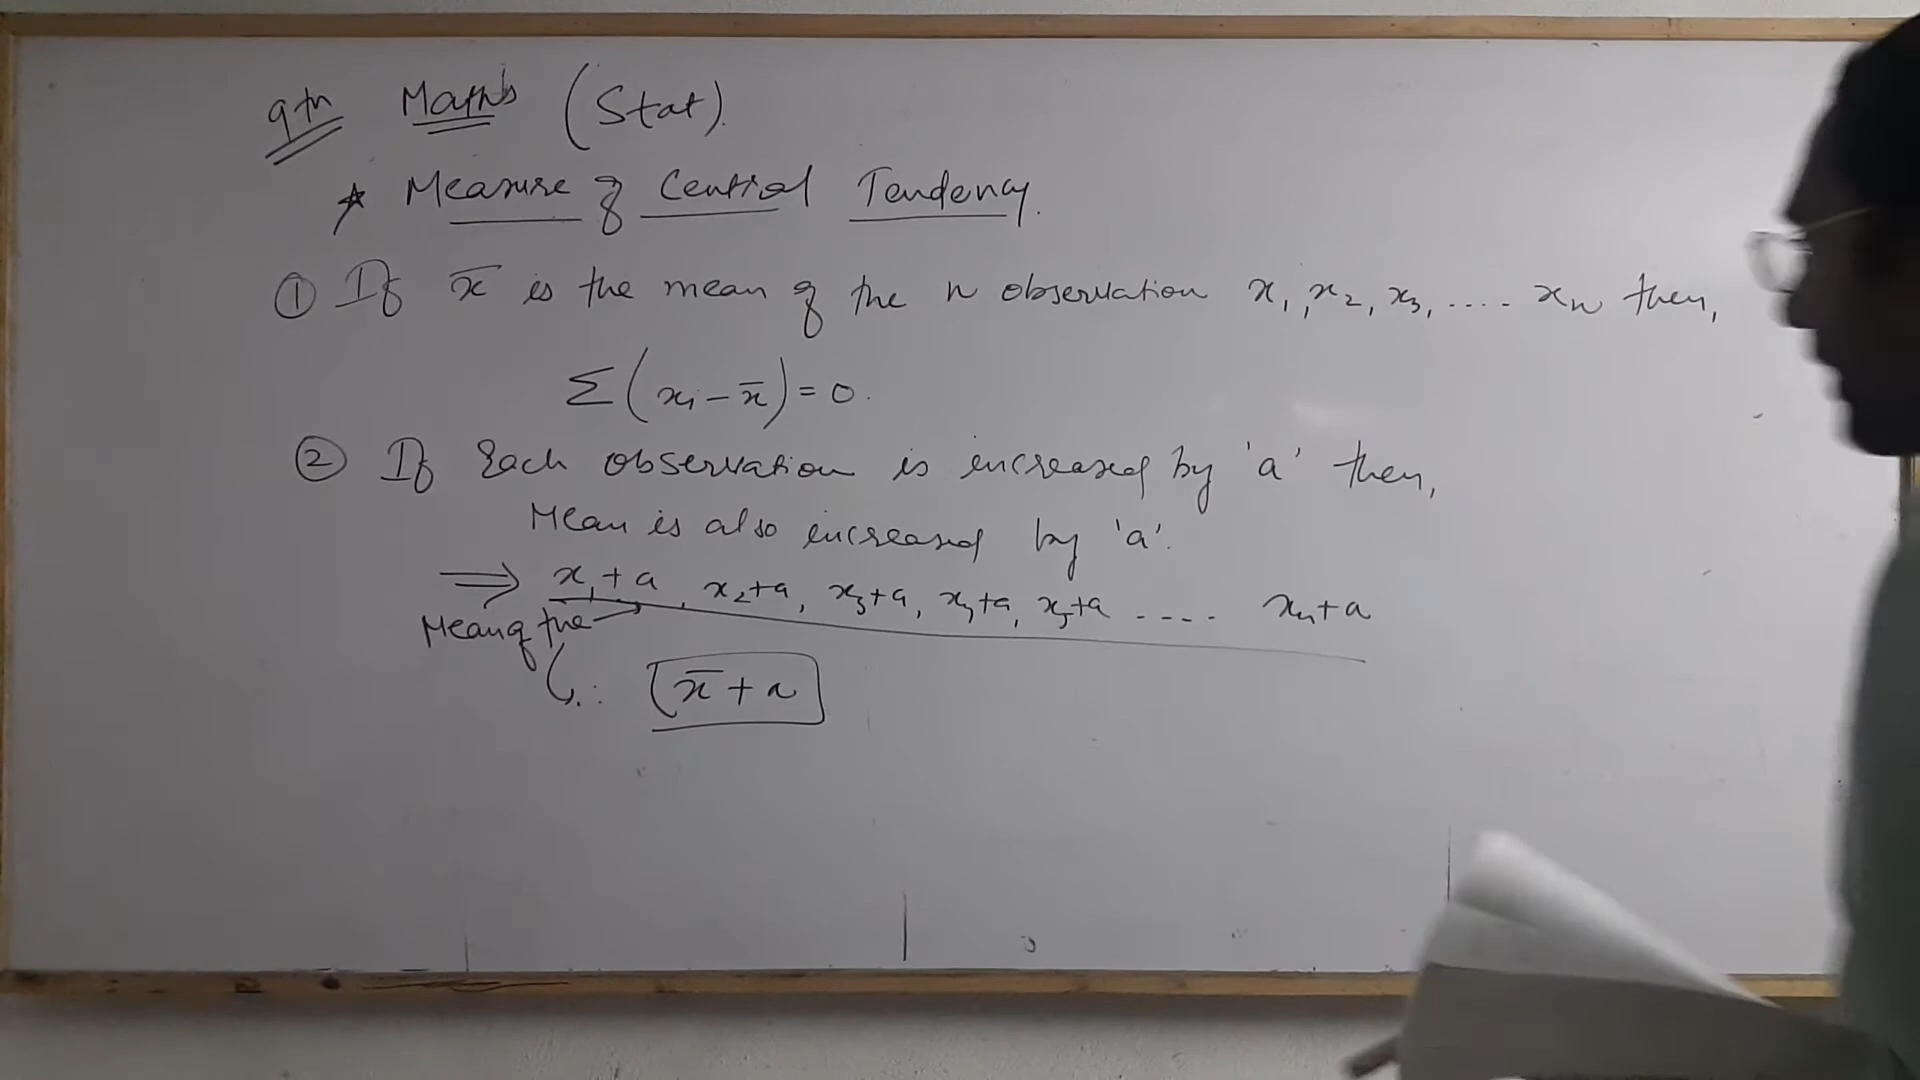 9th Maths (Stat).
* Measure of Central Tendency.
① If x̄ is the mean of the n observation x₁, x₂, x₃, .... xₙ then,
Σ(xᵢ - x̄) = 0.
② If Each observation is increased by 'a' then,
Mean is also increased by 'a'.
⇒ x₁+a, x₂+a, x₃+a, x₄+a, x₅+a .... xₙ+a
Mean of the →
∴ x̄ + a